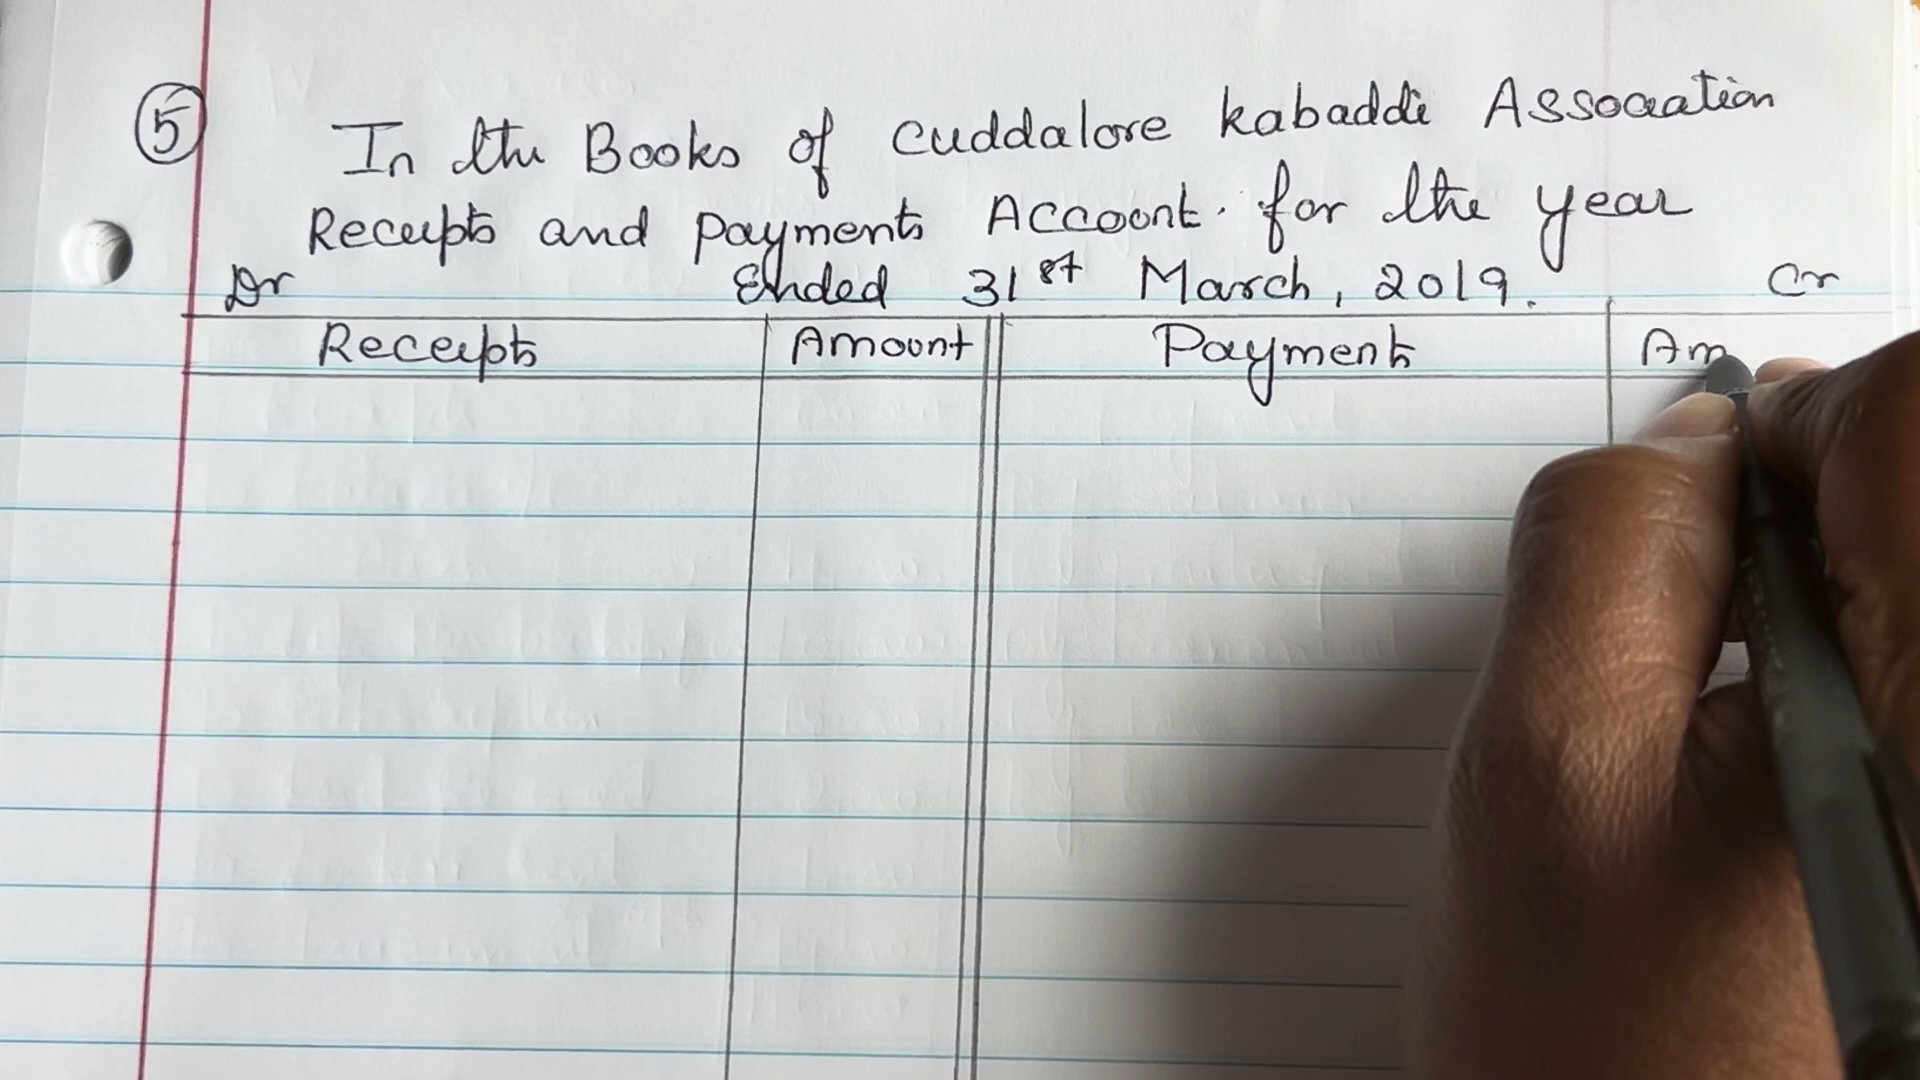 5 In the Books of Cuddalore kabaddi Association
Receipts and Payments Account. for the year
Dr Ended 31st March, 2019. Cr
Receipts Amount Payments Am